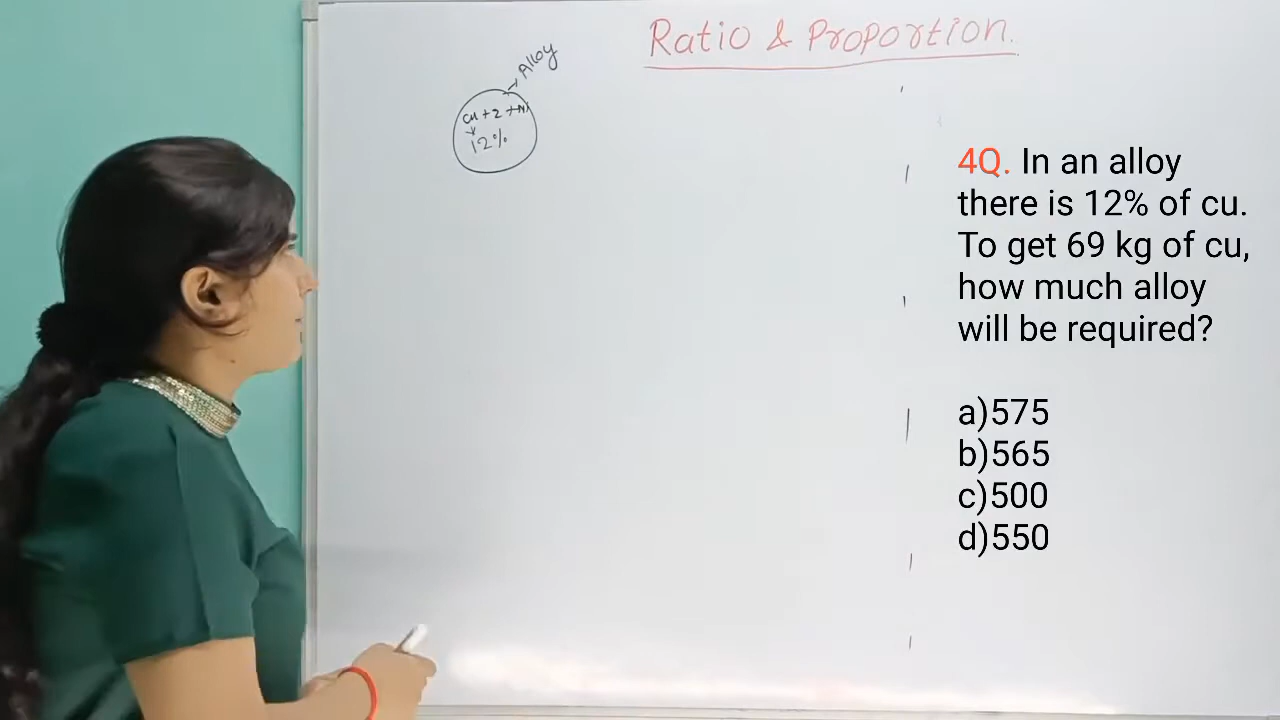 Ratio & Proportion.
Alloy
Cu + Z + Ni
12%
4Q. In an alloy
there is 12% of cu.
To get 69 kg of cu,
how much alloy
will be required?
a)575
b)565
c)500
d)550